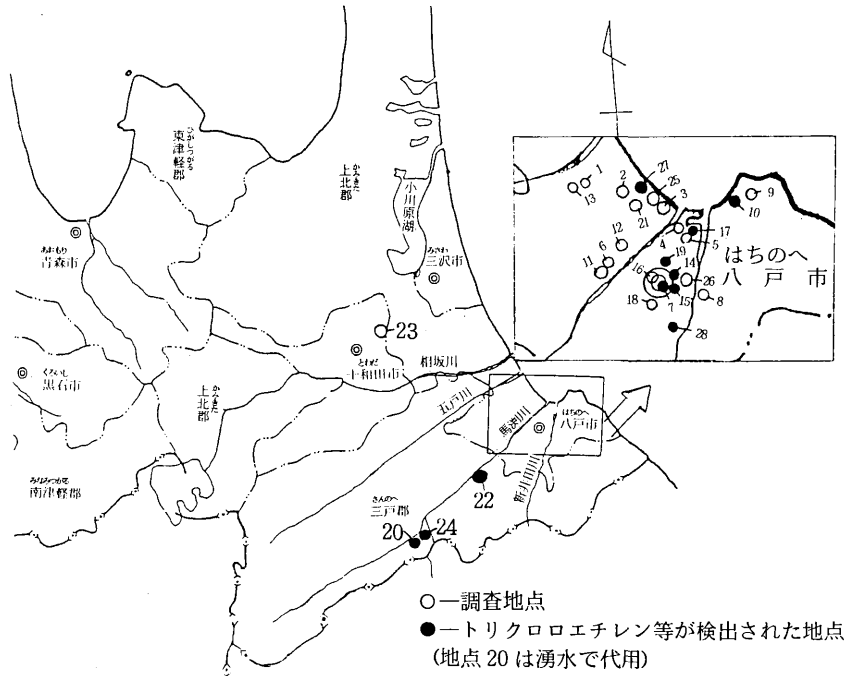 ひがしつがる
東津軽郡
かみきた
上北郡
小川原湖
あおもり
青森市
みさわ
三沢市
23
とわだ
十和田市
相坂川
くろいし
黒石市
かみきた
上北郡
五戸川
馬渕川
はちのへ
八戸市
新井田川
みなみつがる
南津軽郡
さんのへ
三戸郡
22
20
24
27
1
2
25
3
13
21
9
10
12
4
17
5
6
19
14
11
16
26
18
7
15
8
28
はちのへ
八戸市
○—調査地点
●—トリクロロエチレン等が検出された地点
(地点20は湧水で代用)